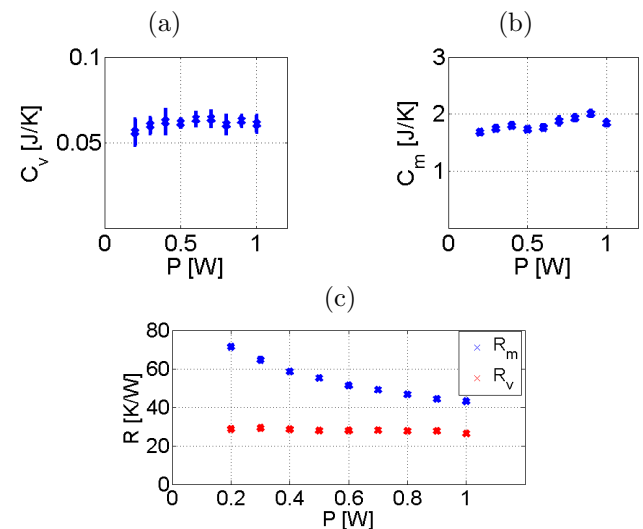 (a)
0.1
0.05
C_v [J/K]
0 0.5 1
P [W]
(b)
3
2
1
C_m [J/K]
0 0.5 1
P [W]
(c)
80
60
40
20
0
R [K/W]
R_m
R_v
0 0.2 0.4 0.6 0.8 1
P [W]